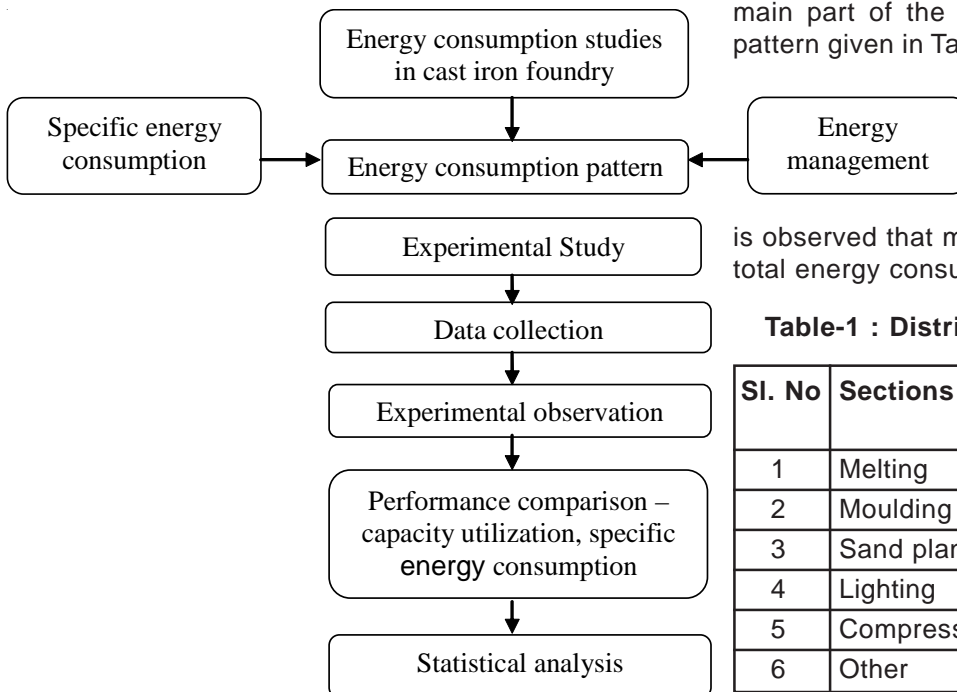 Energy consumption studies
in cast iron foundry
Specific energy
consumption
Energy consumption pattern
Energy
management
Experimental Study
Data collection
Experimental observation
Performance comparison –
capacity utilization, specific
energy consumption
Statistical analysis
main part of the
pattern given in Ta
is observed that m
total energy consu
Table-1 : Distri
Sl. No Sections
1 Melting
2 Moulding
3 Sand plan
4 Lighting
5 Compress
6 Other